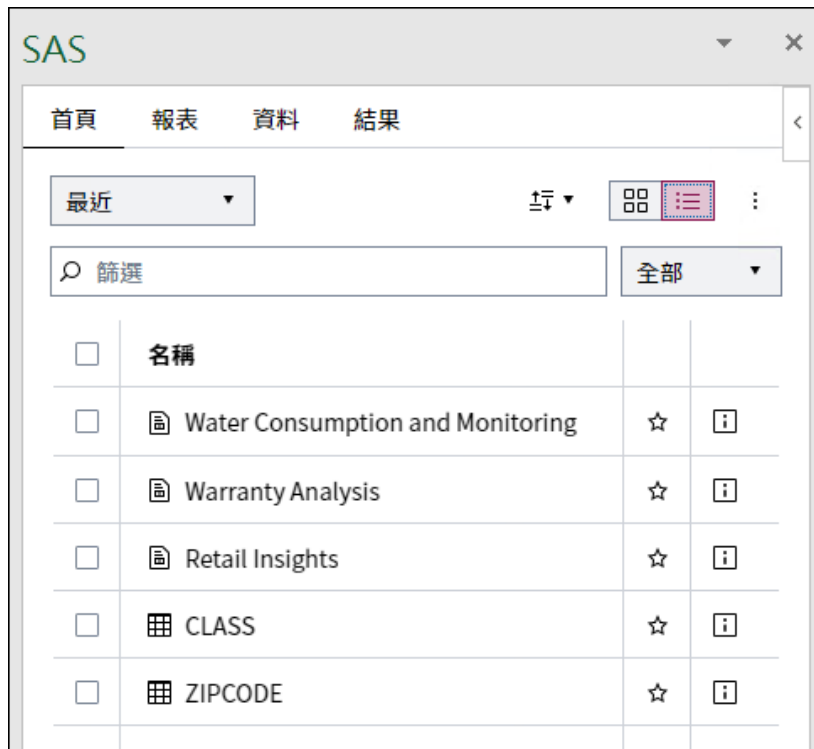 SAS
首頁 報表 資料 結果
最近
篩選 全部
名稱
Water Consumption and Monitoring
Warranty Analysis
Retail Insights
CLASS
ZIPCODE